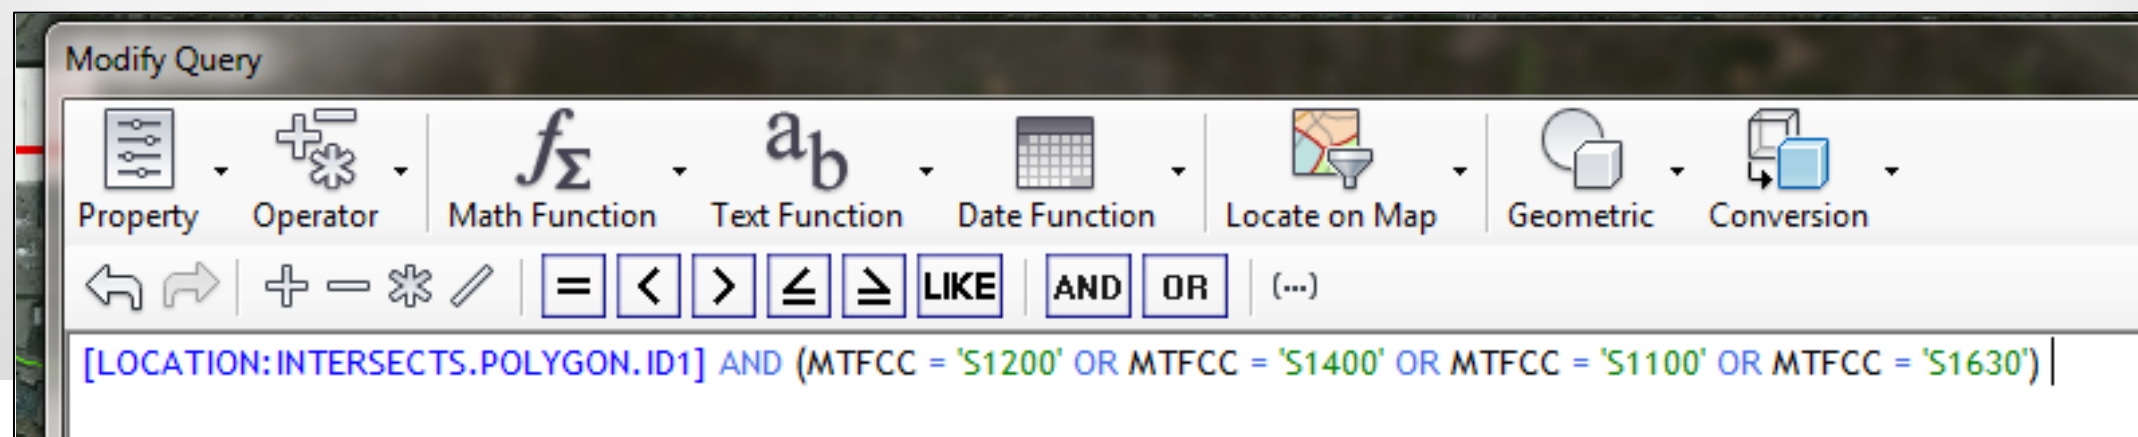 Modify Query
Property Operator Math Function Text Function Date Function Locate on Map Geometric Conversion
= < > ≤ ≥ LIKE AND OR (...)
[LOCATION:INTERSECTS.POLYGON.ID1] AND (MTFCC = 'S1200' OR MTFCC = 'S1400' OR MTFCC = 'S1100' OR MTFCC = 'S1630')